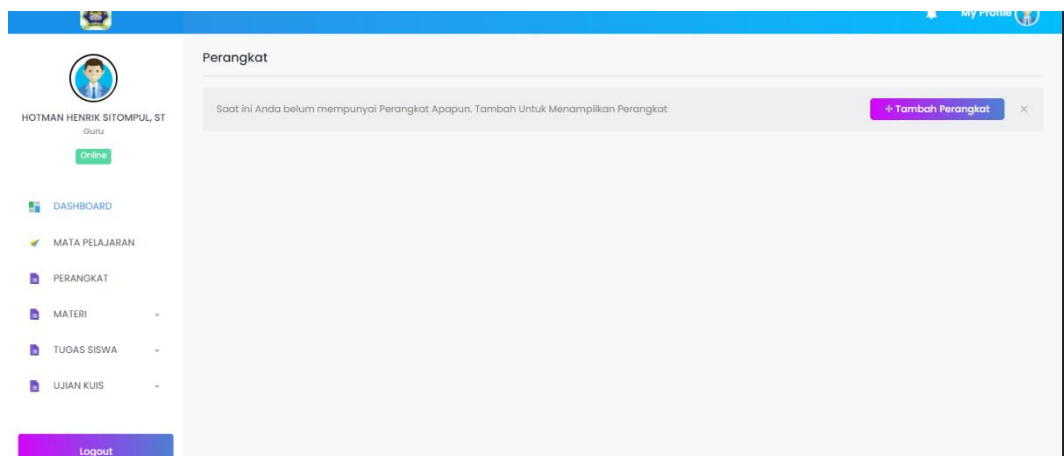 My Profile
HOTMAN HENRIK SITOMPUL, ST
Guru
Online
DASHBOARD
MATA PELAJARAN
PERANGKAT
MATERI
TUGAS SISWA
UJIAN KUIS
Logout
Perangkat
Saat ini Anda belum mempunyai Perangkat Apapun. Tambah Untuk Menampilkan Perangkat
+ Tambah Perangkat ×